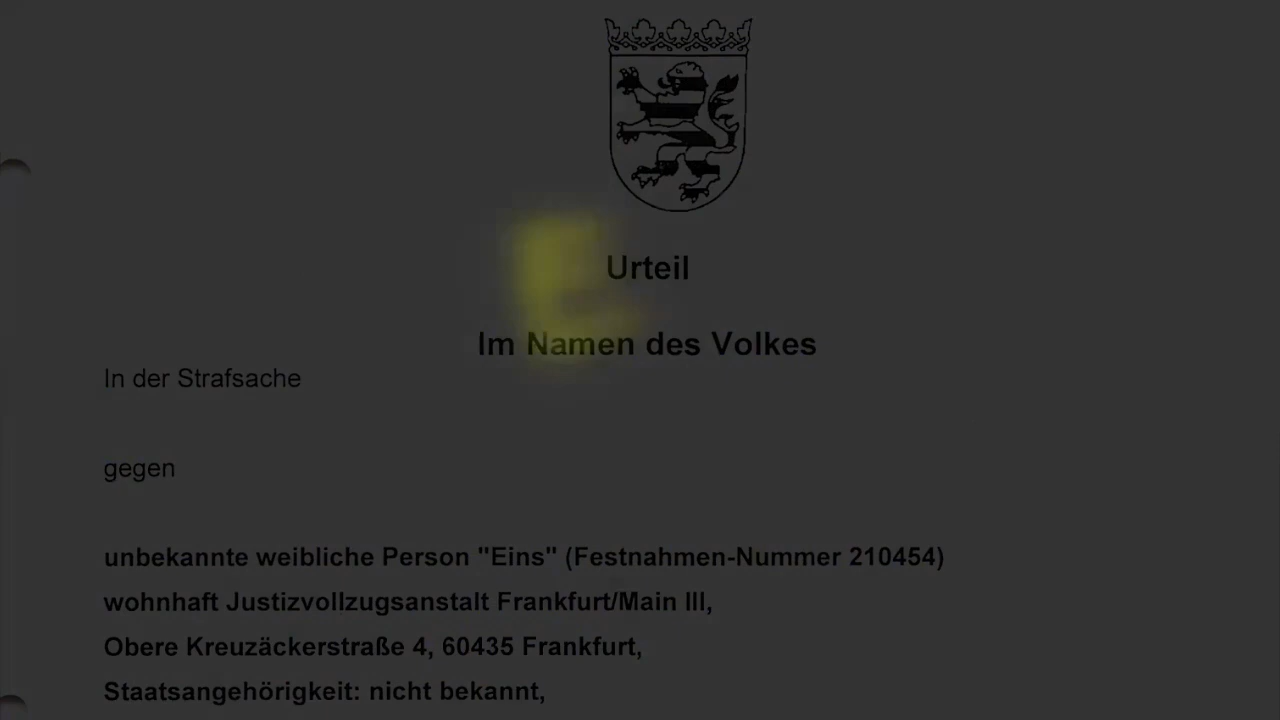 Urteil
Im Namen des Volkes
In der Strafsache
gegen
unbekannte weibliche Person "Eins" (Festnahmen-Nummer 210454)
wohnhaft Justizvollzugsanstalt Frankfurt/Main III,
Obere Kreuzäckerstraße 4, 60435 Frankfurt,
Staatsangehörigkeit: nicht bekannt,